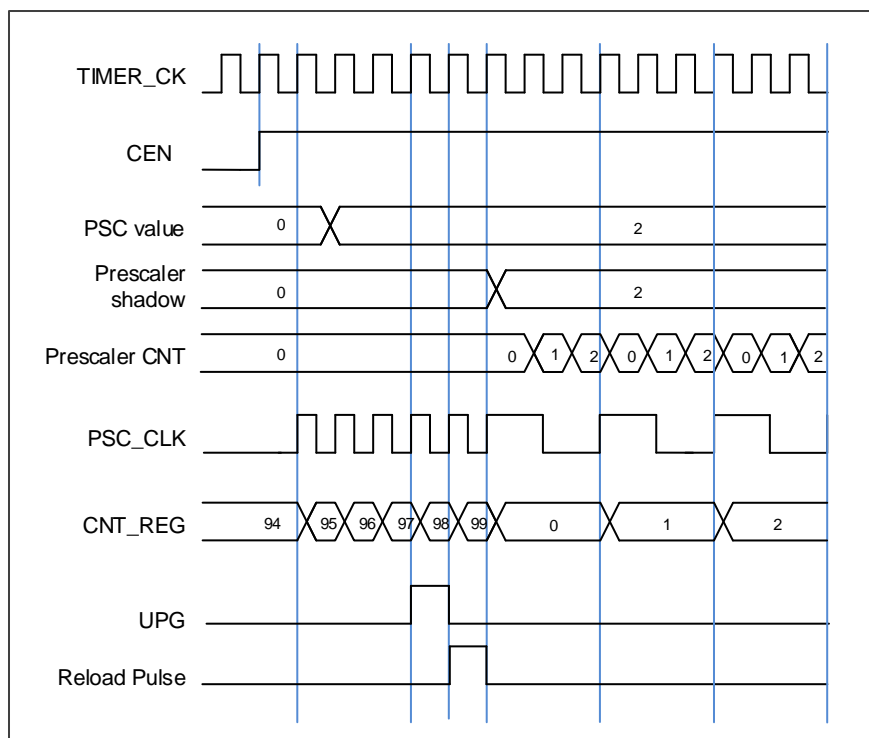 TIMER_CK
CEN
PSC value 0 2
Prescaler
shadow 0 2
Prescaler CNT 0 0 1 2 0 1 2 0 1 2
PSC_CLK
CNT_REG 94 95 96 97 98 99 0 1 2
UPG
Reload Pulse